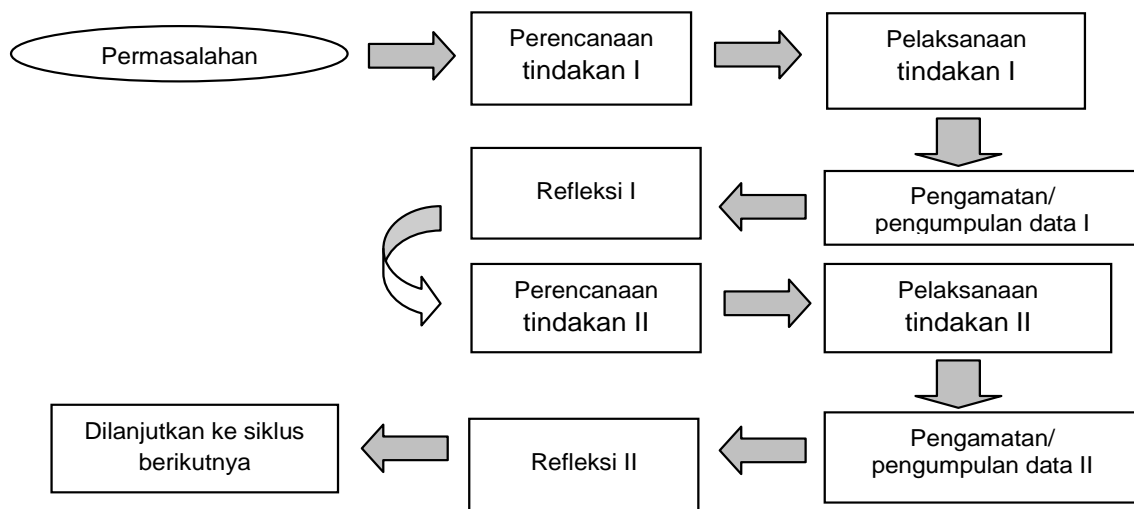 Permasalahan
Perencanaan
tindakan I
Pelaksanaan
tindakan I
Refleksi I
Pengamatan/
pengumpulan data I
Perencanaan
tindakan II
Pelaksanaan
tindakan II
Dilanjutkan ke siklus
berikutnya
Refleksi II
Pengamatan/
pengumpulan data II